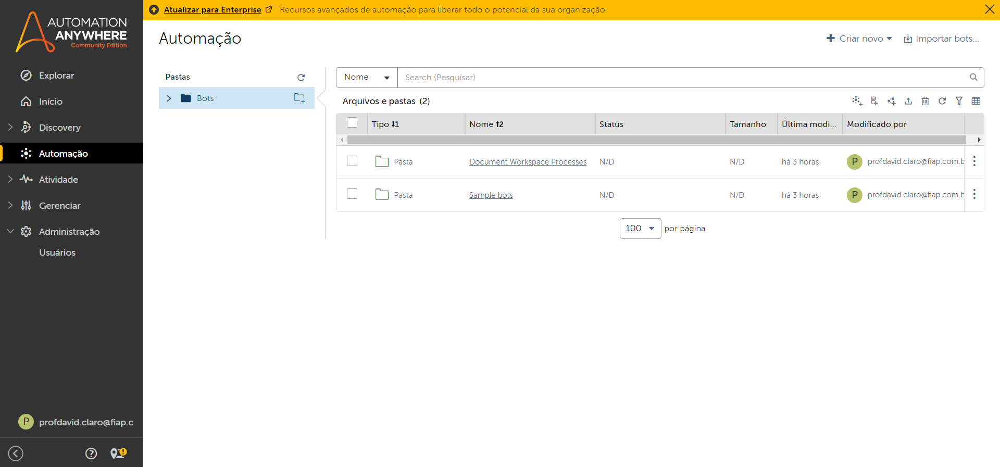 Atualizar para Enterprise Recursos avançados de automação para liberar todo o potencial da sua organização.
AUTOMATION
ANYWHERE
Community Edition
Explorar
Início
Discovery
Automação
Atividade
Gerenciar
Administração
Usuários
P profdavid.claro@fiap.c
Automação
Criar novo
Importar bots...
Pastas
Bots
Nome
Search (Pesquisar)
Arquivos e pastas (2)
Tipo 1 Nome 2 Status Tamanho Última modi... Modificado por
Pasta Document Workspace Processes N/D N/D há 3 horas P profdavid.claro@fiap.com.b
Pasta Sample bots N/D N/D há 3 horas P profdavid.claro@fiap.com.b
100 por página